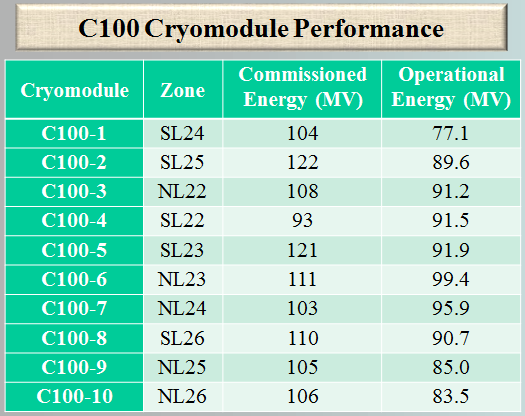 C100 Cryomodule Performance
Cryomodule Zone Commissioned Energy (MV) Operational Energy (MV)
C100-1 SL24 104 77.1
C100-2 SL25 122 89.6
C100-3 NL22 108 91.2
C100-4 SL22 93 91.5
C100-5 SL23 121 91.9
C100-6 NL23 111 99.4
C100-7 NL24 103 95.9
C100-8 SL26 110 90.7
C100-9 NL25 105 85.0
C100-10 NL26 106 83.5